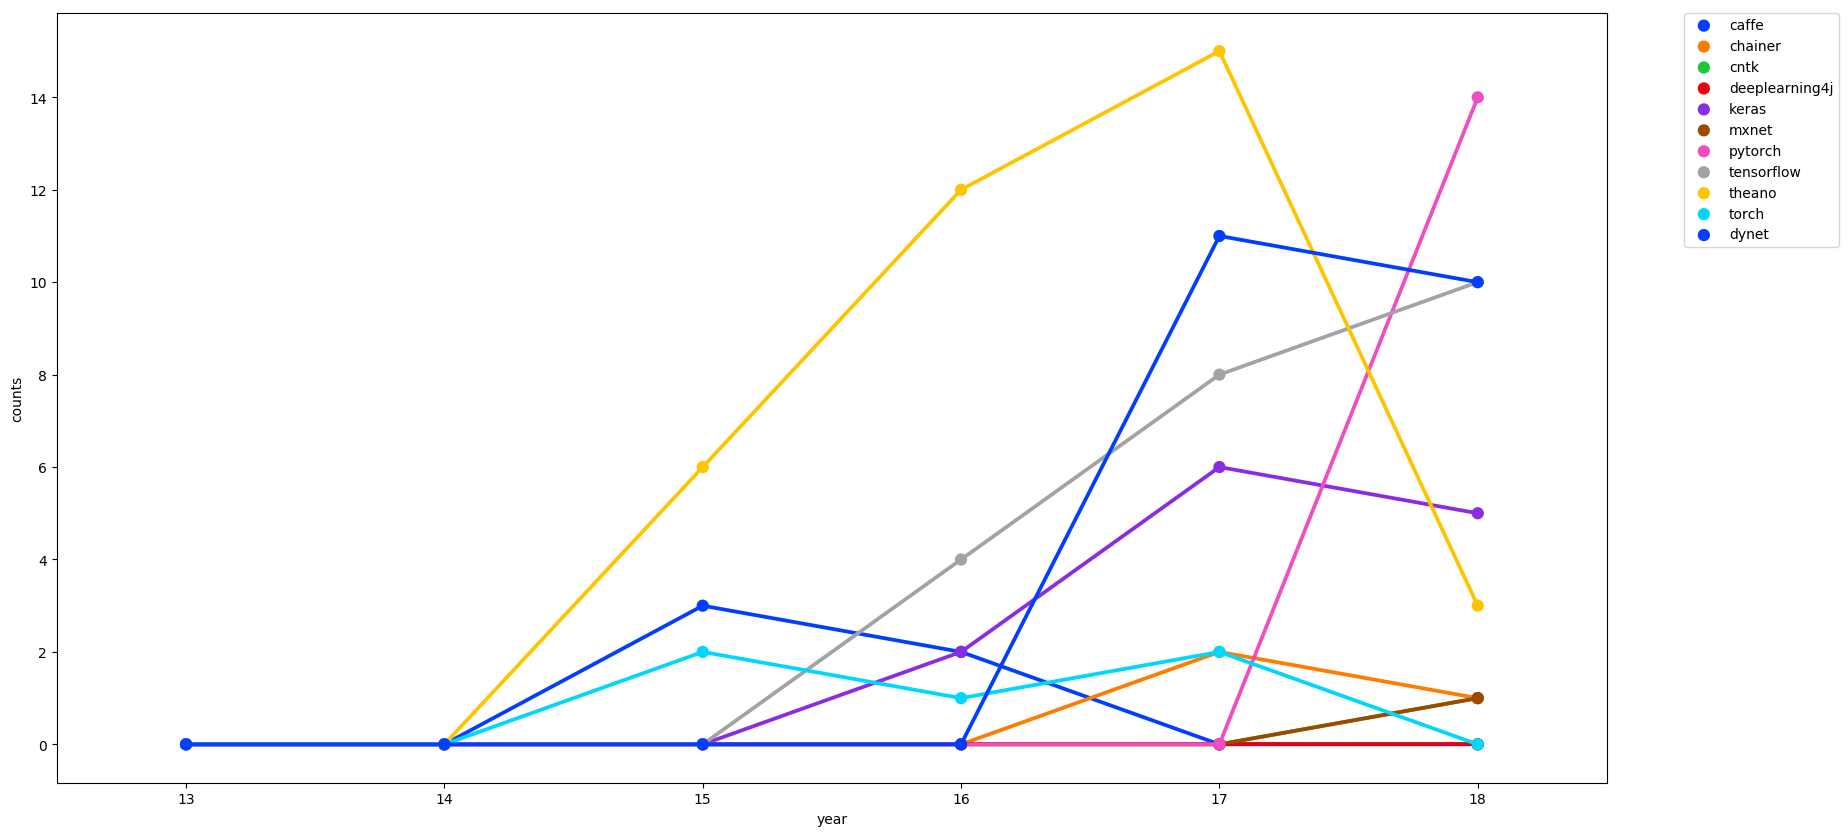 14
12
10
8
6
4
2
0
counts
13 14 15 16 17 18
year
caffe
chainer
cntk
deeplearning4j
keras
mxnet
pytorch
tensorflow
theano
torch
dynet